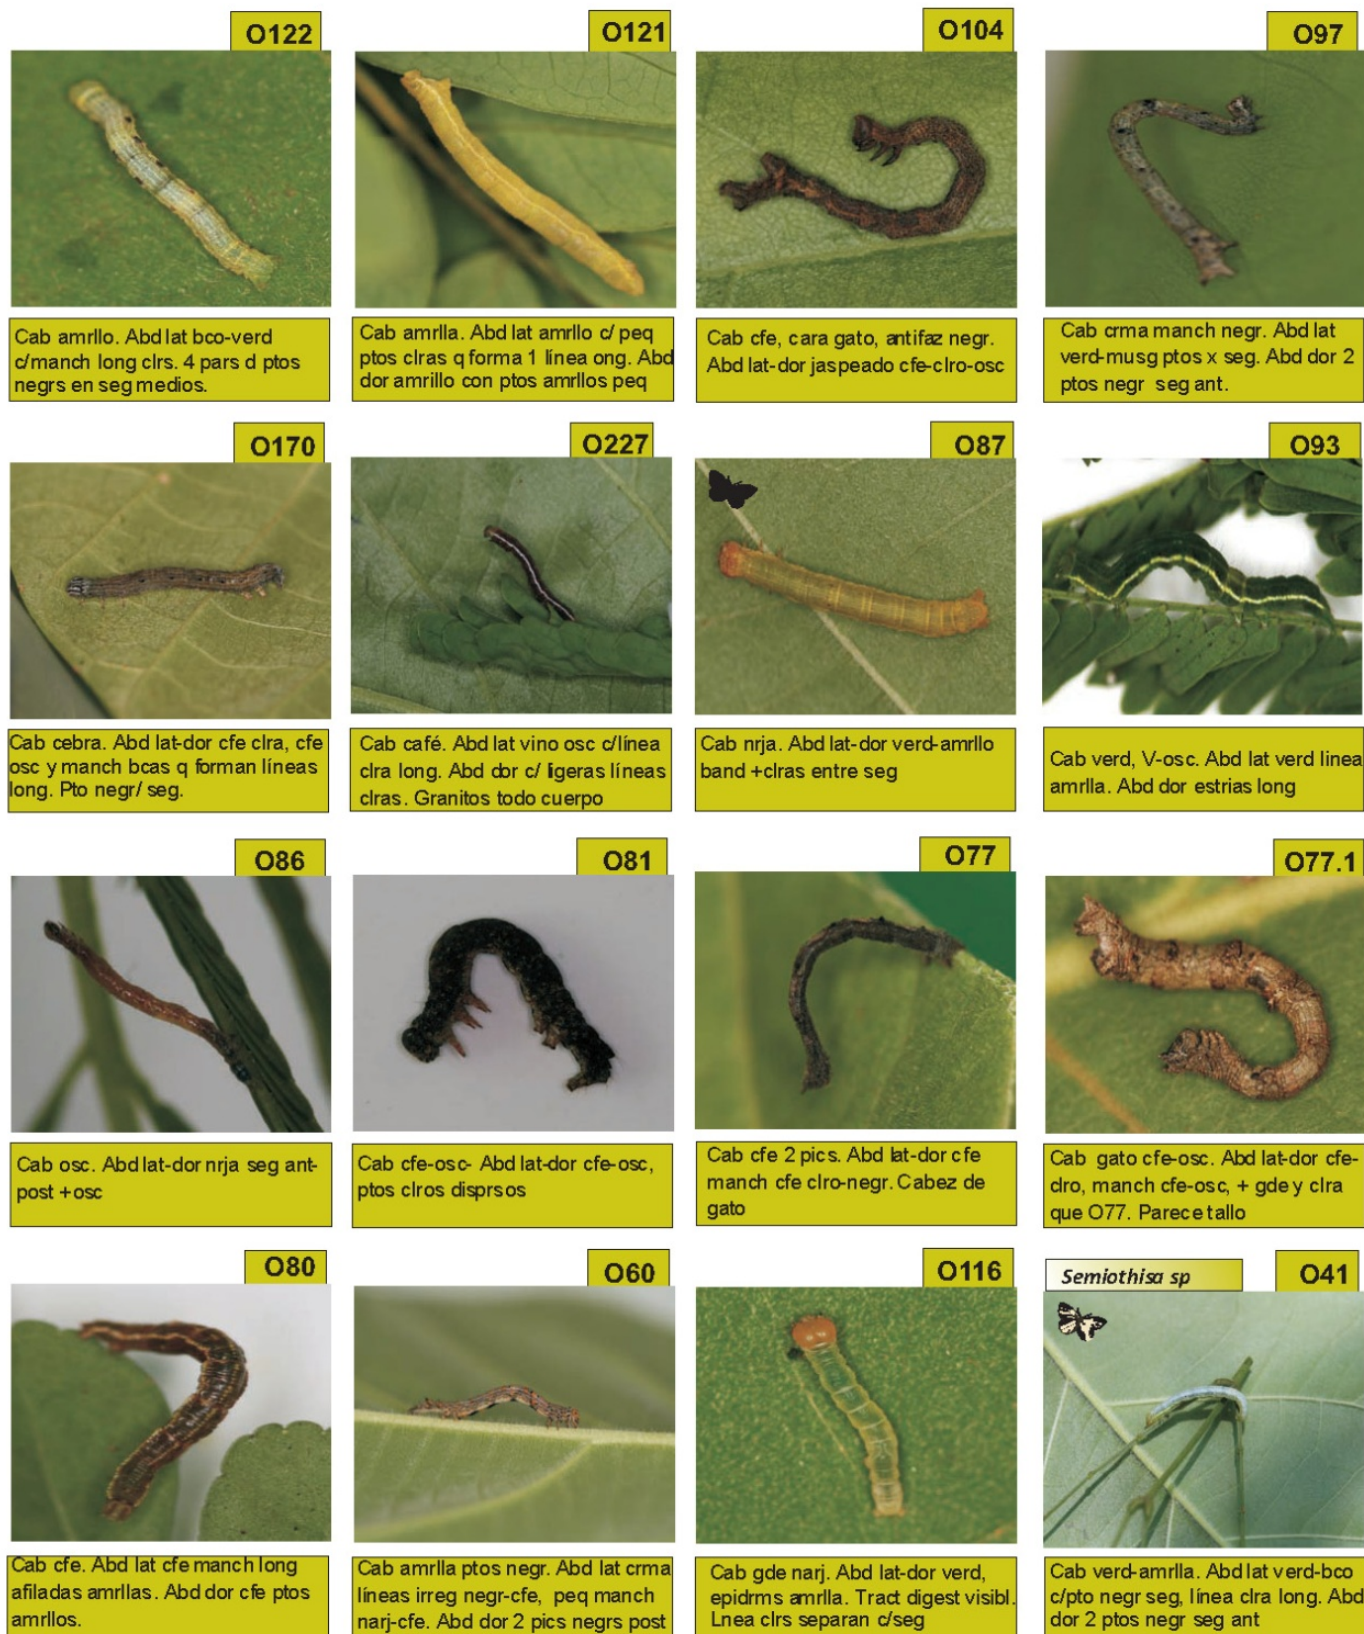 O122
O121
O104
O97
Cab amrllo. Abd lat bco-verd
c/manch long clrs. 4 pars d ptos
negrs en seg medios.
Cab amrlla. Abd lat amrllo c/ peq
ptos clras q forma 1 línea ong. Abd
dor amrillo con ptos amrllos peq
Cab cfe, cara gato, antifaz negr.
Abd lat-dor jaspeado cfe-clro-osc
Cab crma manch negr. Abd lat
verd-musg ptos x seg. Abd dor 2
ptos negr seg ant.
O170
O227
O87
O93
Cab cebra. Abd lat-dor cfe clra, cfe
osc y manch bcas q forman líneas
long. Pto negr/ seg.
Cab café. Abd lat vino osc c/línea
clra long. Abd dor c/ ligeras líneas
clras. Granitos todo cuerpo
Cab nrja. Abd lat-dor verd-amrllo
band +clras entre seg
Cab verd, V-osc. Abd lat verd linea
amrlla. Abd dor estrias long
O86
O81
O77
O77.1
Cab osc. Abd lat-dor nrja seg ant-
post +osc
Cab cfe-osc- Abd lat-dor cfe-osc,
ptos clros disprsos
Cab cfe 2 pics. Abd lat-dor cfe
manch cfe clro-negr. Cabez de
gato
Cab gato cfe-osc. Abd lat-dor cfe-
clro, manch cfe-osc, + gde y clra
que O77. Parece tallo
O80
O60
O116
Semiothisa sp
O41
Cab cfe. Abd lat cfe manch long
afiladas amrllas. Abd dor cfe ptos
amrllos.
Cab amrlla ptos negr. Abd lat crma
líneas irreg negr-cfe, peq manch
narj-cfe. Abd dor 2 pics negrs post
Cab gde narj. Abd lat-dor verd,
epidrms amrlla. Tract digest visibl.
Lnea clrs separan c/seg
Cab verd-amrlla. Abd lat verd-bco
c/pto negr seg, línea clra long. Abd
dor 2 ptos negr seg ant